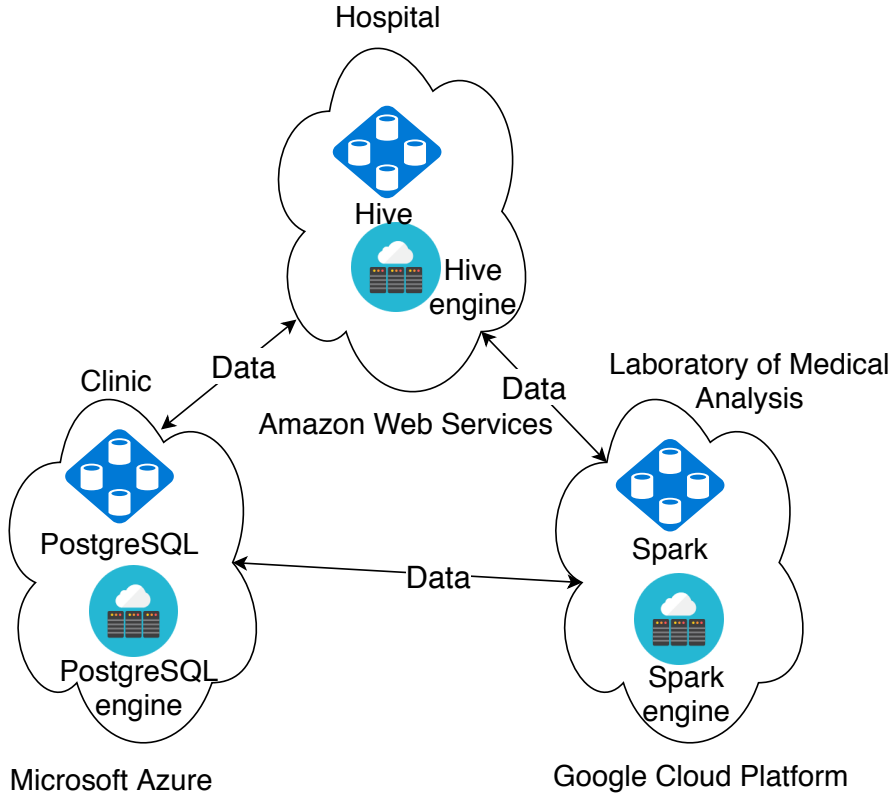 Hospital
Hive
Hive
engine
Data
Data
Clinic
Amazon Web Services
Laboratory of Medical
Analysis
PostgreSQL
Spark
Data
PostgreSQL
engine
Spark
engine
Microsoft Azure
Google Cloud Platform